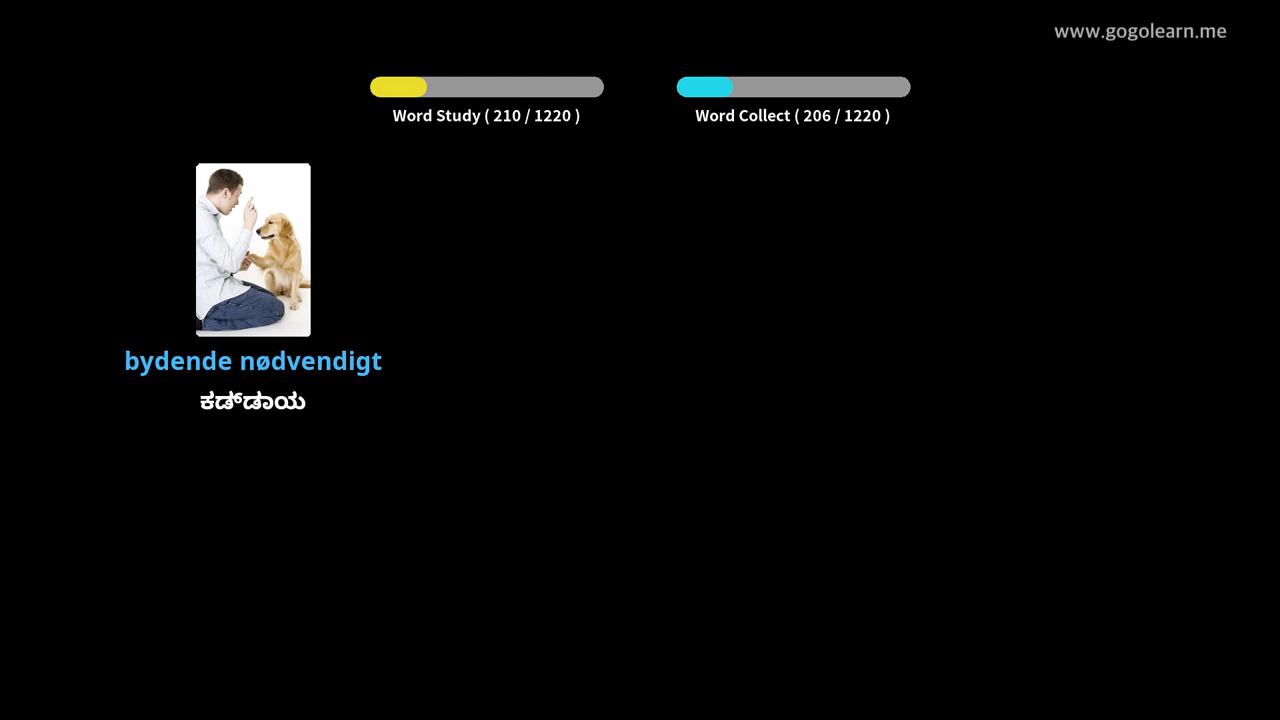 www.gogolearn.me
Word Study ( 210 / 1220 )
Word Collect ( 206 / 1220 )
bydende nødvendigt
ಕಡ್ಡಾಯ